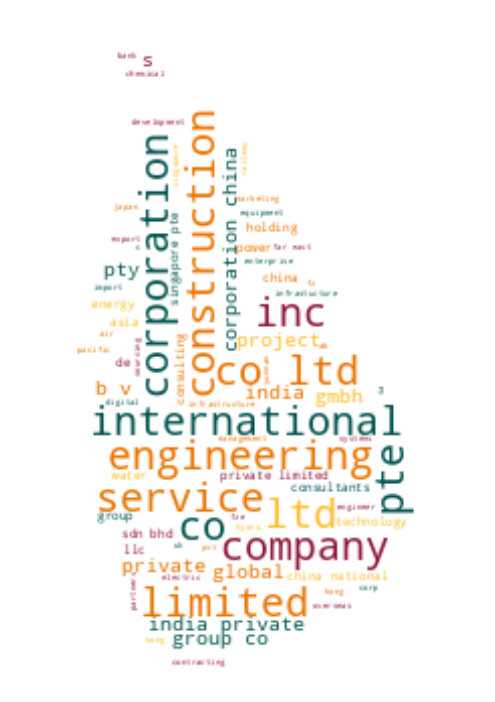 bank
s
chemical
development
construction
corporation
singapore
railway
corporation china
japan
marketing
singapore pte
equipment
holding
export
power
far east
enterprise
pty
china
import
infrastucture
energy
inc
asia
air
project
pacific
sourcing
consulting
de
co ltd
b v
india
gmbh
digital
infrastructure
international
management
systems
engineering
water
private limited
pte
consultants
service
ltd
engineer
group
co
technology
hydro
sdn bhd
company
llc
private
global
china national
electric
partners
hong
corp
limited
overseas
india private
kong
group co
contracting